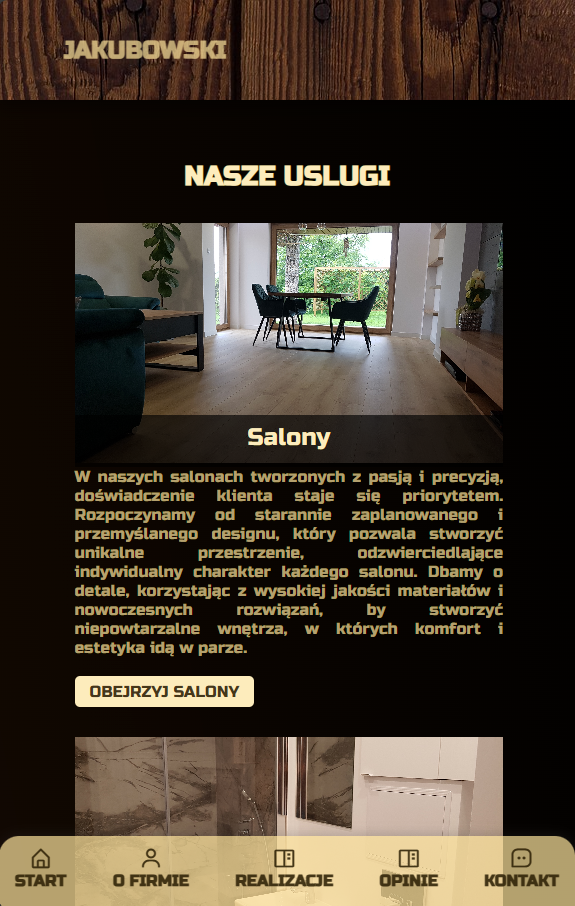 JAKUBOWSKI
NASZE USLUGI
Salony
W naszych salonach tworzonych z pasją i precyzją,
doświadczenie klienta staje się priorytetem.
Rozpoczynamy od starannie zaplanowanego i
przemyślanego designu, który pozwala stworzyć
unikalne przestrzenie, odzwierciedlające
indywidualny charakter każdego salonu. Dbamy o
detale, korzystając z wysokiej jakości materiałów i
nowoczesnych rozwiązań, by stworzyć
niepowtarzalne wnętrza, w których komfort i
estetyka idą w parze.
OBEJRZYJ SALONY
START O FIRMIE REALIZACJE OPINIE KONTAKT